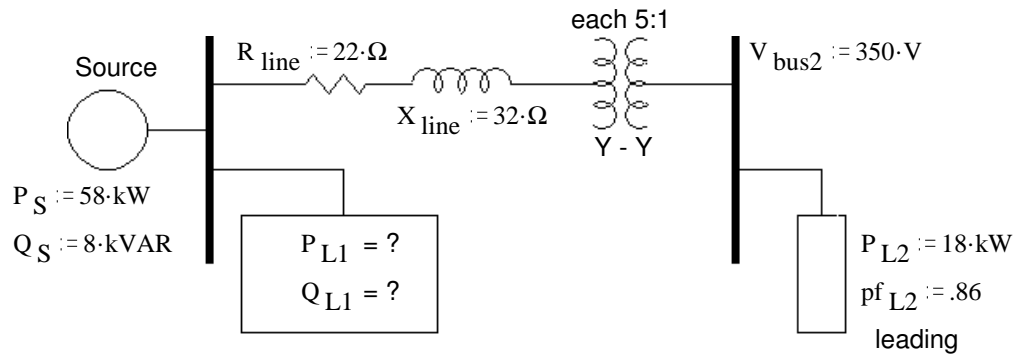 each 5:1
R line := 22·Ω
V bus2 := 350·V
Source
X line := 32·Ω
Y - Y
P S := 58·kW
Q S := 8·kVAR
P L1 = ?
Q L1 = ?
P L2 := 18·kW
pf L2 := .86
leading